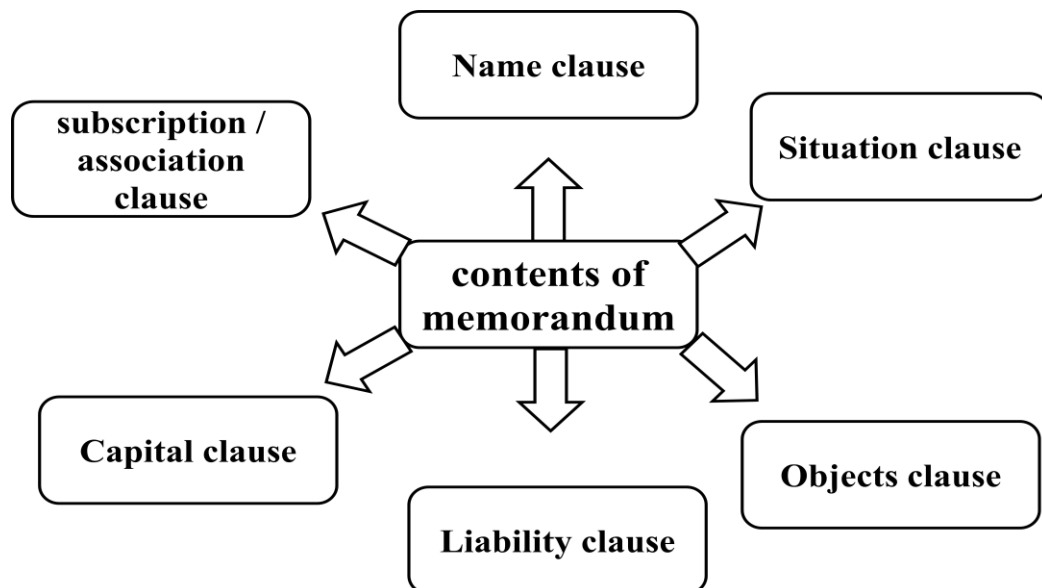 Name clause
subscription /
association
clause
Situation clause
contents of
memorandum
Capital clause
Objects clause
Liability clause